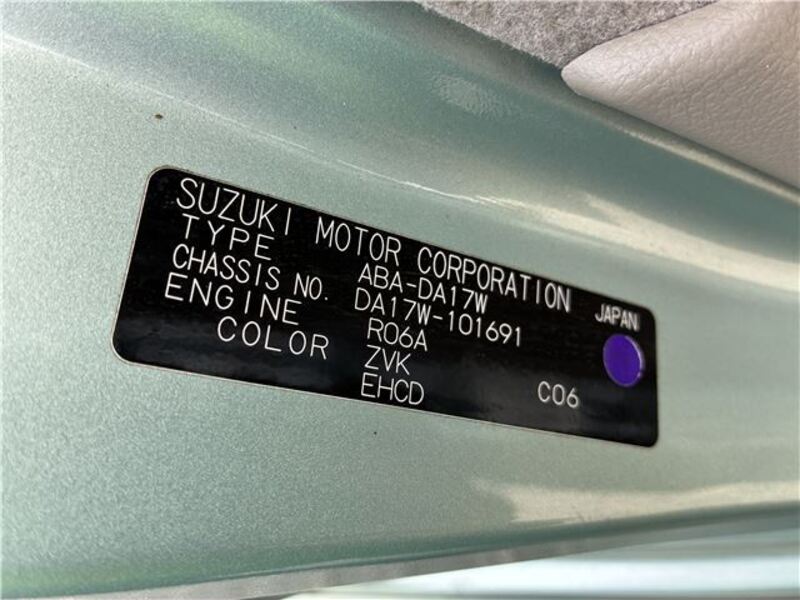 SUZUKI MOTOR CORPORATION JAPAN
TYPE ABA-DA17W
CHASSIS NO. DA17W-101691
ENGINE R06A
COLOR ZVK
EHCD C06